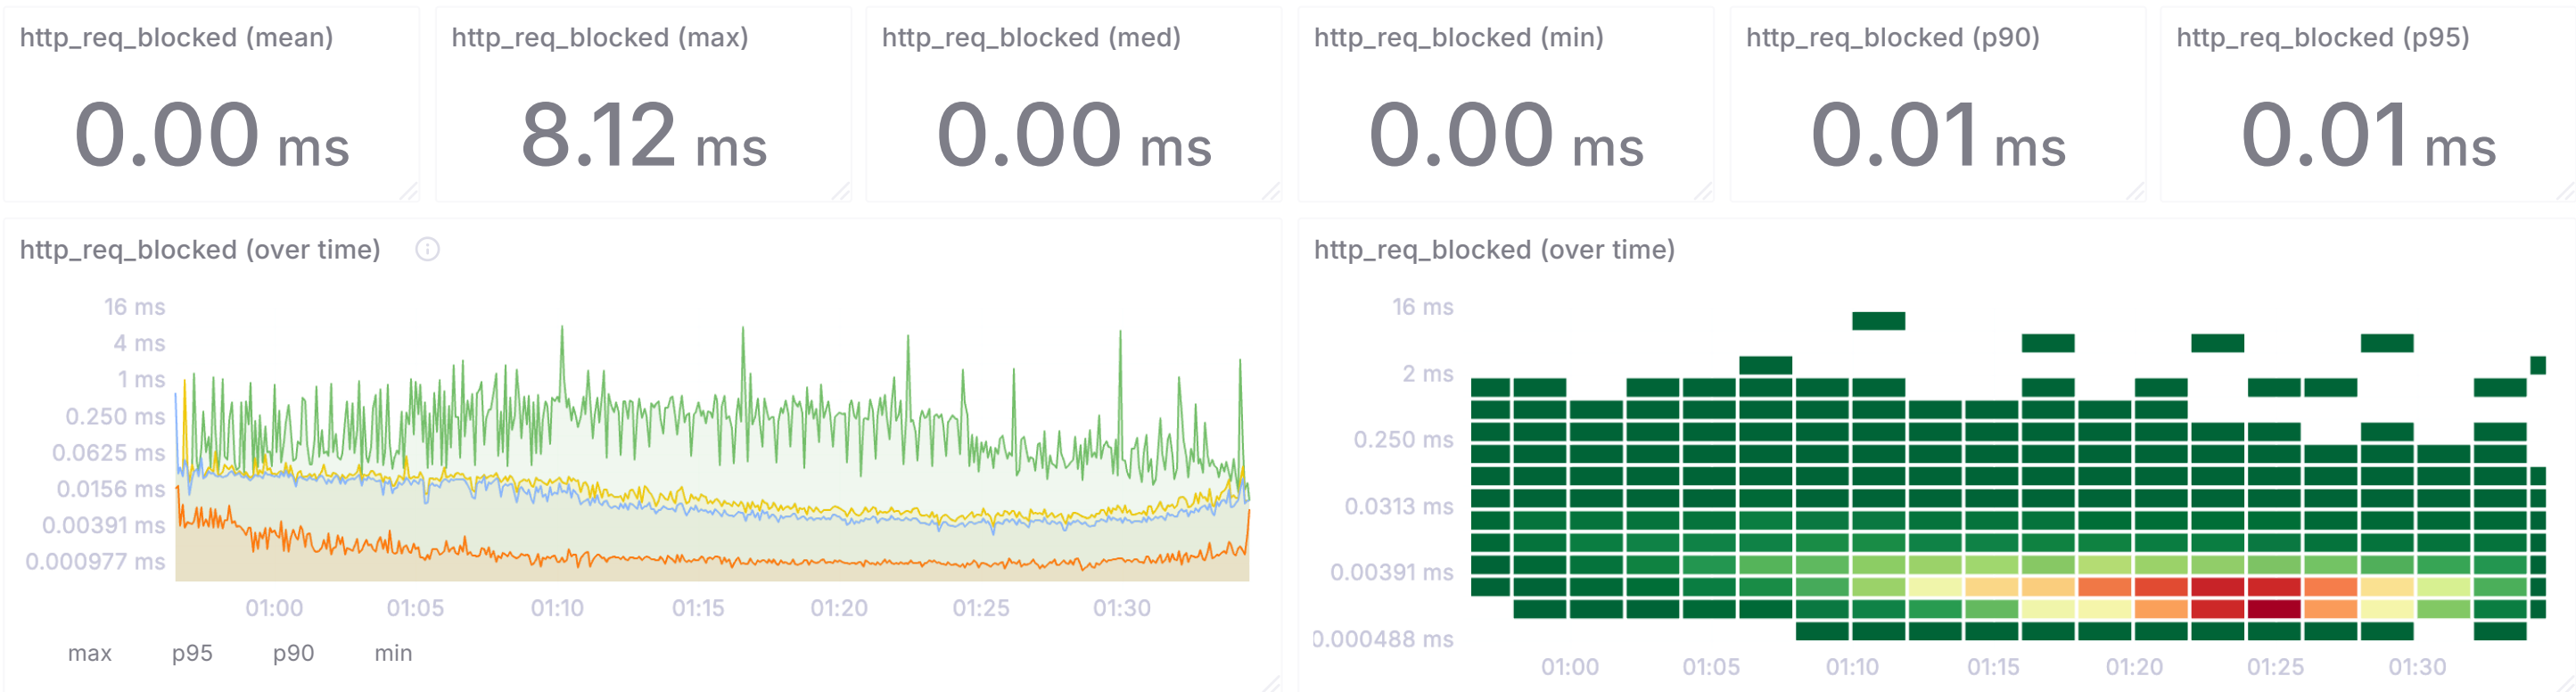 http_req_blocked (mean)
0.00 ms
http_req_blocked (max)
8.12 ms
http_req_blocked (med)
0.00 ms
http_req_blocked (min)
0.00 ms
http_req_blocked (p90)
0.01 ms
http_req_blocked (p95)
0.01 ms
http_req_blocked (over time)
16 ms
4 ms
1 ms
0.250 ms
0.0625 ms
0.0156 ms
0.00391 ms
0.000977 ms
01:00 01:05 01:10 01:15 01:20 01:25 01:30
max p95 p90 min
http_req_blocked (over time)
16 ms
2 ms
0.250 ms
0.0313 ms
0.00391 ms
0.000488 ms
01:00 01:05 01:10 01:15 01:20 01:25 01:30